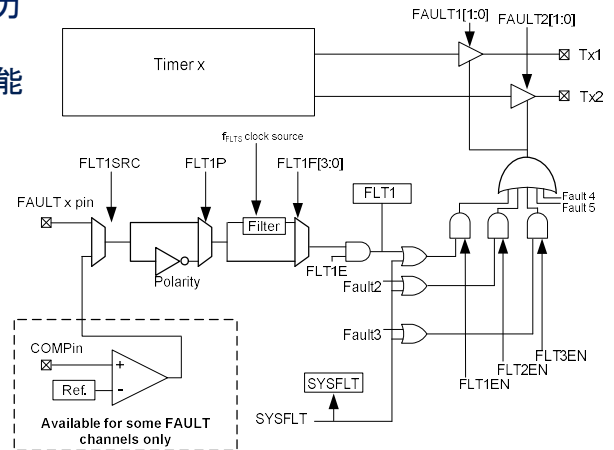 能
FAULT1[1:0]
FAULT2[1:0]
Timer x
Tx1
Tx2
fFLTS clock source
FLT1SRC
FLT1P
FLT1F[3:0]
FAULT x pin
Filter
FLT1
Fault 4
Fault 5
Polarity
FLT1E
Fault2
Fault3
COMPin
Ref.
+
-
Available for some FAULT
channels only
SYSFLT
SYSFLT
FLT1EN
FLT2EN
FLT3EN